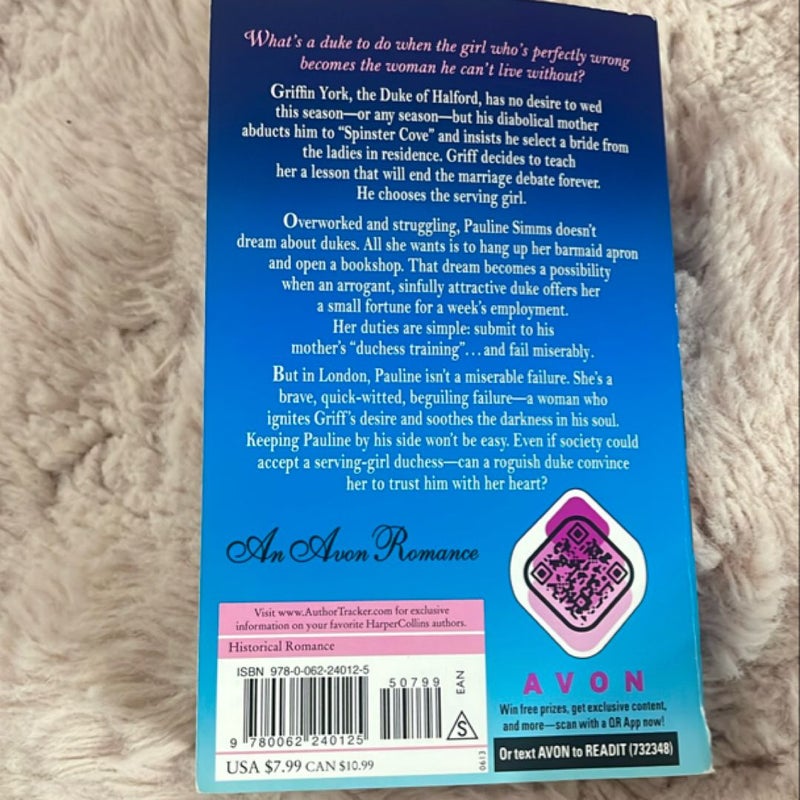 What's a duke to do when the girl who's perfectly wrong
becomes the woman he can't live without?
Griffin York, the Duke of Halford, has no desire to wed
this season—or any season—but his diabolical mother
abducts him to "Spinster Cove" and insists he select a bride from
the ladies in residence. Griff decides to teach
her a lesson that will end the marriage debate forever.
He chooses the serving girl.
Overworked and struggling, Pauline Simms doesn't
dream about dukes. All she wants is to hang up her barmaid apron
and open a bookshop. That dream becomes a possibility
when an arrogant, sinfully attractive duke offers her
a small fortune for a week's employment.
Her duties are simple: submit to his
mother's "duchess training"... and fail miserably.
But in London, Pauline isn't a miserable failure. She's a
brave, quick-witted, beguiling failure—a woman who
ignites Griff's desire and soothes the darkness in his soul.
Keeping Pauline by his side won't be easy. Even if society could
accept a serving-girl duchess—can a roguish duke convince
her to trust him with her heart?
An Avon Romance
Visit www.AuthorTracker.com for exclusive
information on your favorite HarperCollins authors.
Historical Romance
ISBN 978-0-062-24012-5
50799
EAN
S
9 780062 240125
0613
USA $7.99 CAN $10.99
AVON
Win free prizes, get exclusive content,
and more—scan with a QR App now!
Or text AVON to READIT (732348)